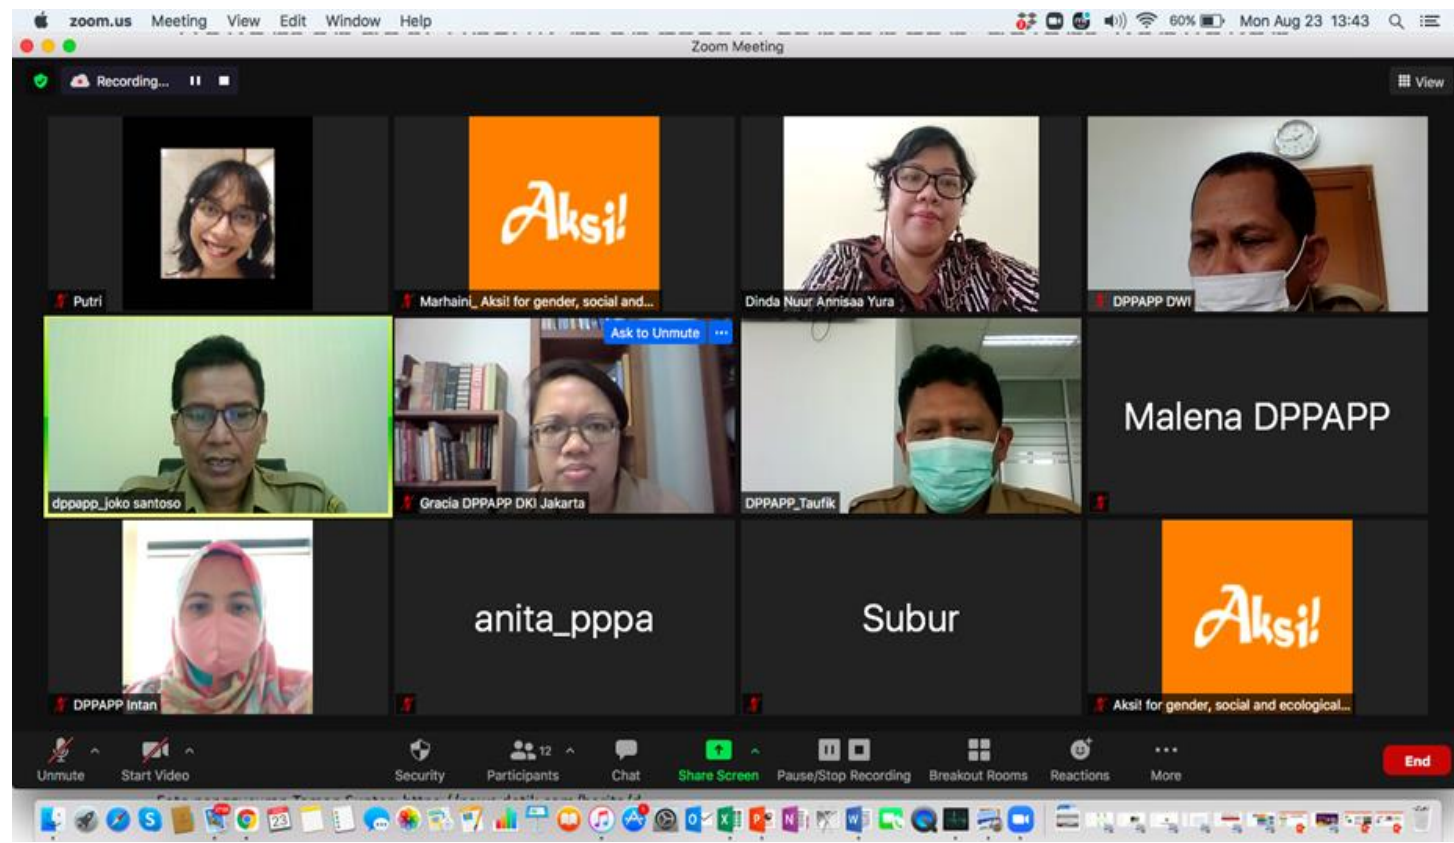 zoom.us Meeting View Edit Window Help 60% Mon Aug 23 13:43
Zoom Meeting
Recording... View
Aksi!
Putri
Marhaini_ Aksi! for gender, social and...
Dinda Nuur Annisaa Yura
DPPAPP DWI
Ask to Unmute ...
Malena DPPAPP
dppapp_joko santoso
Gracia DPPAPP DKI Jakarta
DPPAPP_Taufik
anita_pppa
Subur
Aksi!
DPPAPP Intan
Aksi! for gender, social and ecological...
12
Unmute Start Video Security Participants Chat Share Screen Pause/Stop Recording Breakout Rooms Reactions More End
23